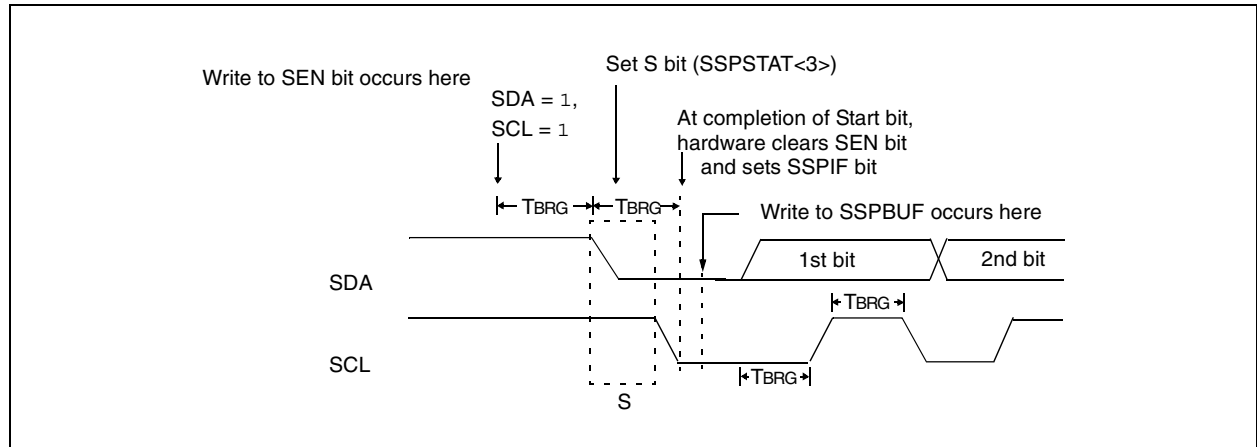 Write to SEN bit occurs here
Set S bit (SSPSTAT<3>)
SDA = 1,
SCL = 1
At completion of Start bit,
hardware clears SEN bit
and sets SSPIF bit
TBRG
TBRG
Write to SSPBUF occurs here
SDA
1st bit
2nd bit
TBRG
SCL
TBRG
S